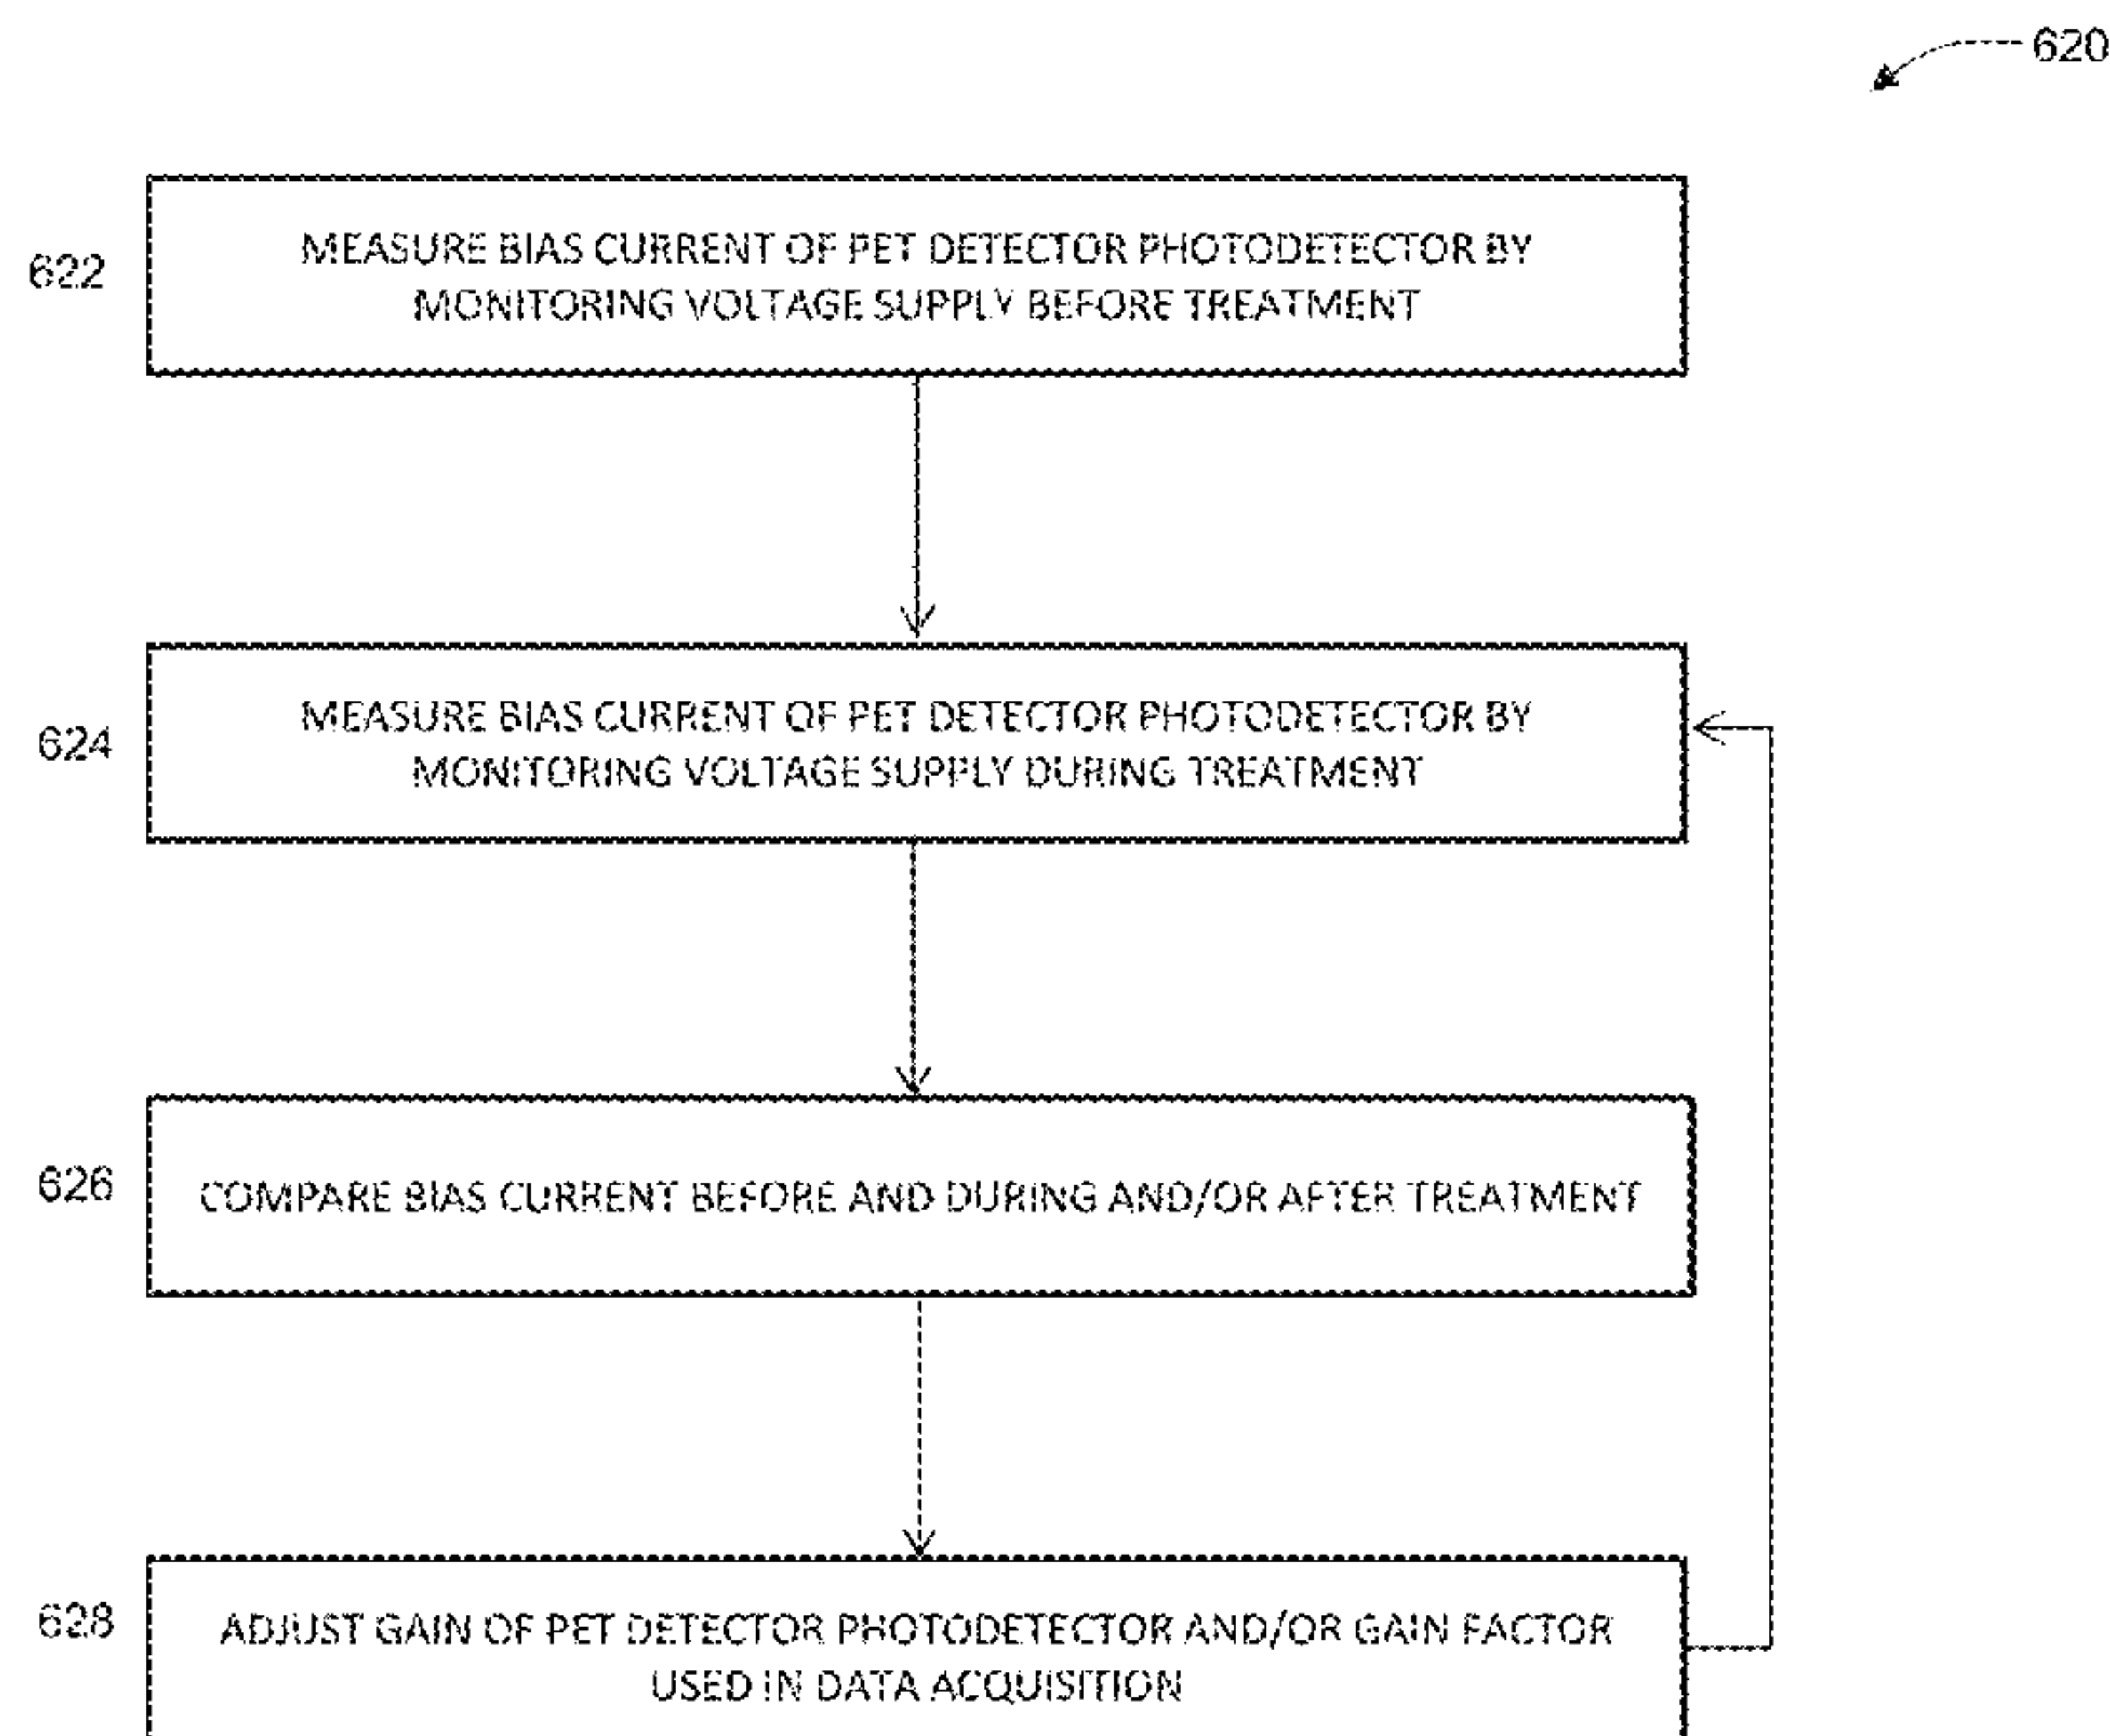 620
622
MEASURE BIAS CURRENT OF PET DETECTOR PHOTODETECTOR BY
MONITORING VOLTAGE SUPPLY BEFORE TREATMENT
624
MEASURE BIAS CURRENT OF PET DETECTOR PHOTODETECTOR BY
MONITORING VOLTAGE SUPPLY DURING TREATMENT
626
COMPARE BIAS CURRENT BEFORE AND DURING AND/OR AFTER TREATMENT
628
ADJUST GAIN OF PET DETECTOR PHOTODETECTOR AND/OR GAIN FACTOR
USED IN DATA ACQUISITION